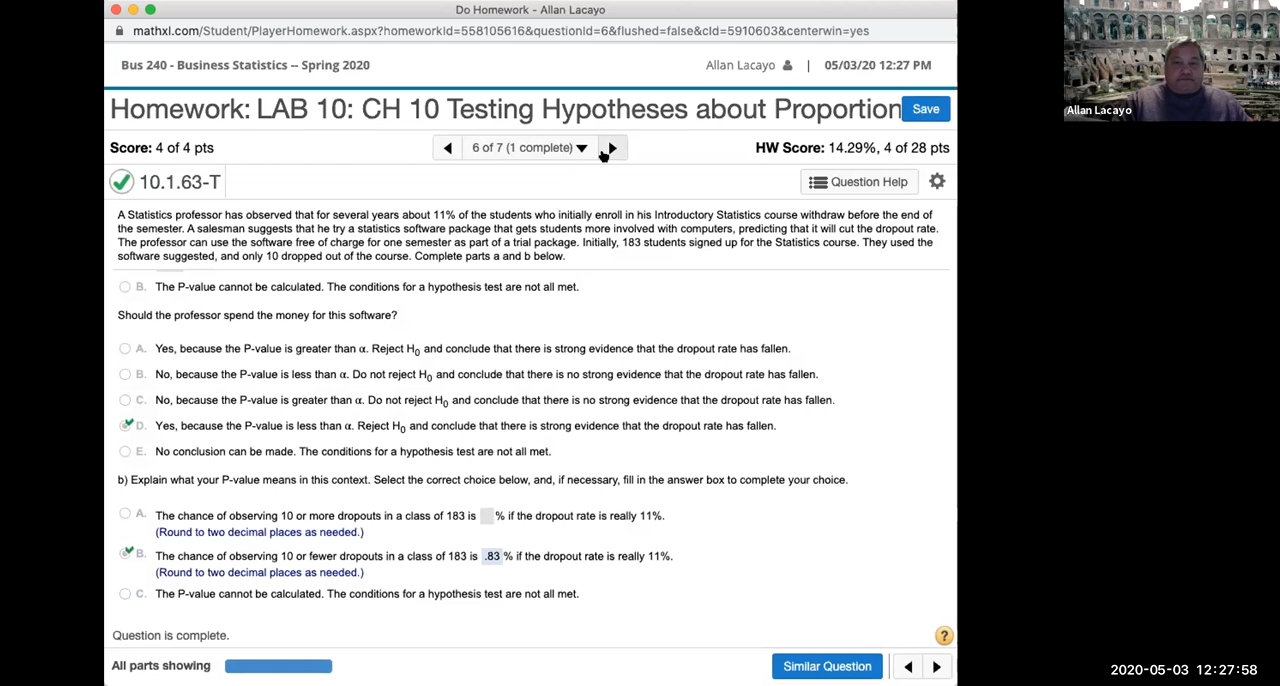 Do Homework - Allan Lacayo
mathxl.com/Student/PlayerHomework.aspx?homeworkId=558105616&questionId=6&flushed=false&cId=5910603&centerwin=yes
Bus 240 - Business Statistics -- Spring 2020
Allan Lacayo | 05/03/20 12:27 PM
Allan Lacayo
Homework: LAB 10: CH 10 Testing Hypotheses about Proportion
Save
Score: 4 of 4 pts
6 of 7 (1 complete)
HW Score: 14.29%, 4 of 28 pts
10.1.63-T
Question Help
A Statistics professor has observed that for several years about 11% of the students who initially enroll in his Introductory Statistics course withdraw before the end of
the semester. A salesman suggests that he try a statistics software package that gets students more involved with computers, predicting that it will cut the dropout rate.
The professor can use the software free of charge for one semester as part of a trial package. Initially, 183 students signed up for the Statistics course. They used the
software suggested, and only 10 dropped out of the course. Complete parts a and b below.
B. The P-value cannot be calculated. The conditions for a hypothesis test are not all met.
Should the professor spend the money for this software?
A. Yes, because the P-value is greater than α. Reject H0 and conclude that there is strong evidence that the dropout rate has fallen.
B. No, because the P-value is less than α. Do not reject H0 and conclude that there is no strong evidence that the dropout rate has fallen.
C. No, because the P-value is greater than α. Do not reject H0 and conclude that there is no strong evidence that the dropout rate has fallen.
D. Yes, because the P-value is less than α. Reject H0 and conclude that there is strong evidence that the dropout rate has fallen.
E. No conclusion can be made. The conditions for a hypothesis test are not all met.
b) Explain what your P-value means in this context. Select the correct choice below, and, if necessary, fill in the answer box to complete your choice.
A. The chance of observing 10 or more dropouts in a class of 183 is % if the dropout rate is really 11%.
(Round to two decimal places as needed.)
B. The chance of observing 10 or fewer dropouts in a class of 183 is .83 % if the dropout rate is really 11%.
(Round to two decimal places as needed.)
C. The P-value cannot be calculated. The conditions for a hypothesis test are not all met.
Question is complete.
?
All parts showing
Similar Question
2020-05-03 12:27:58